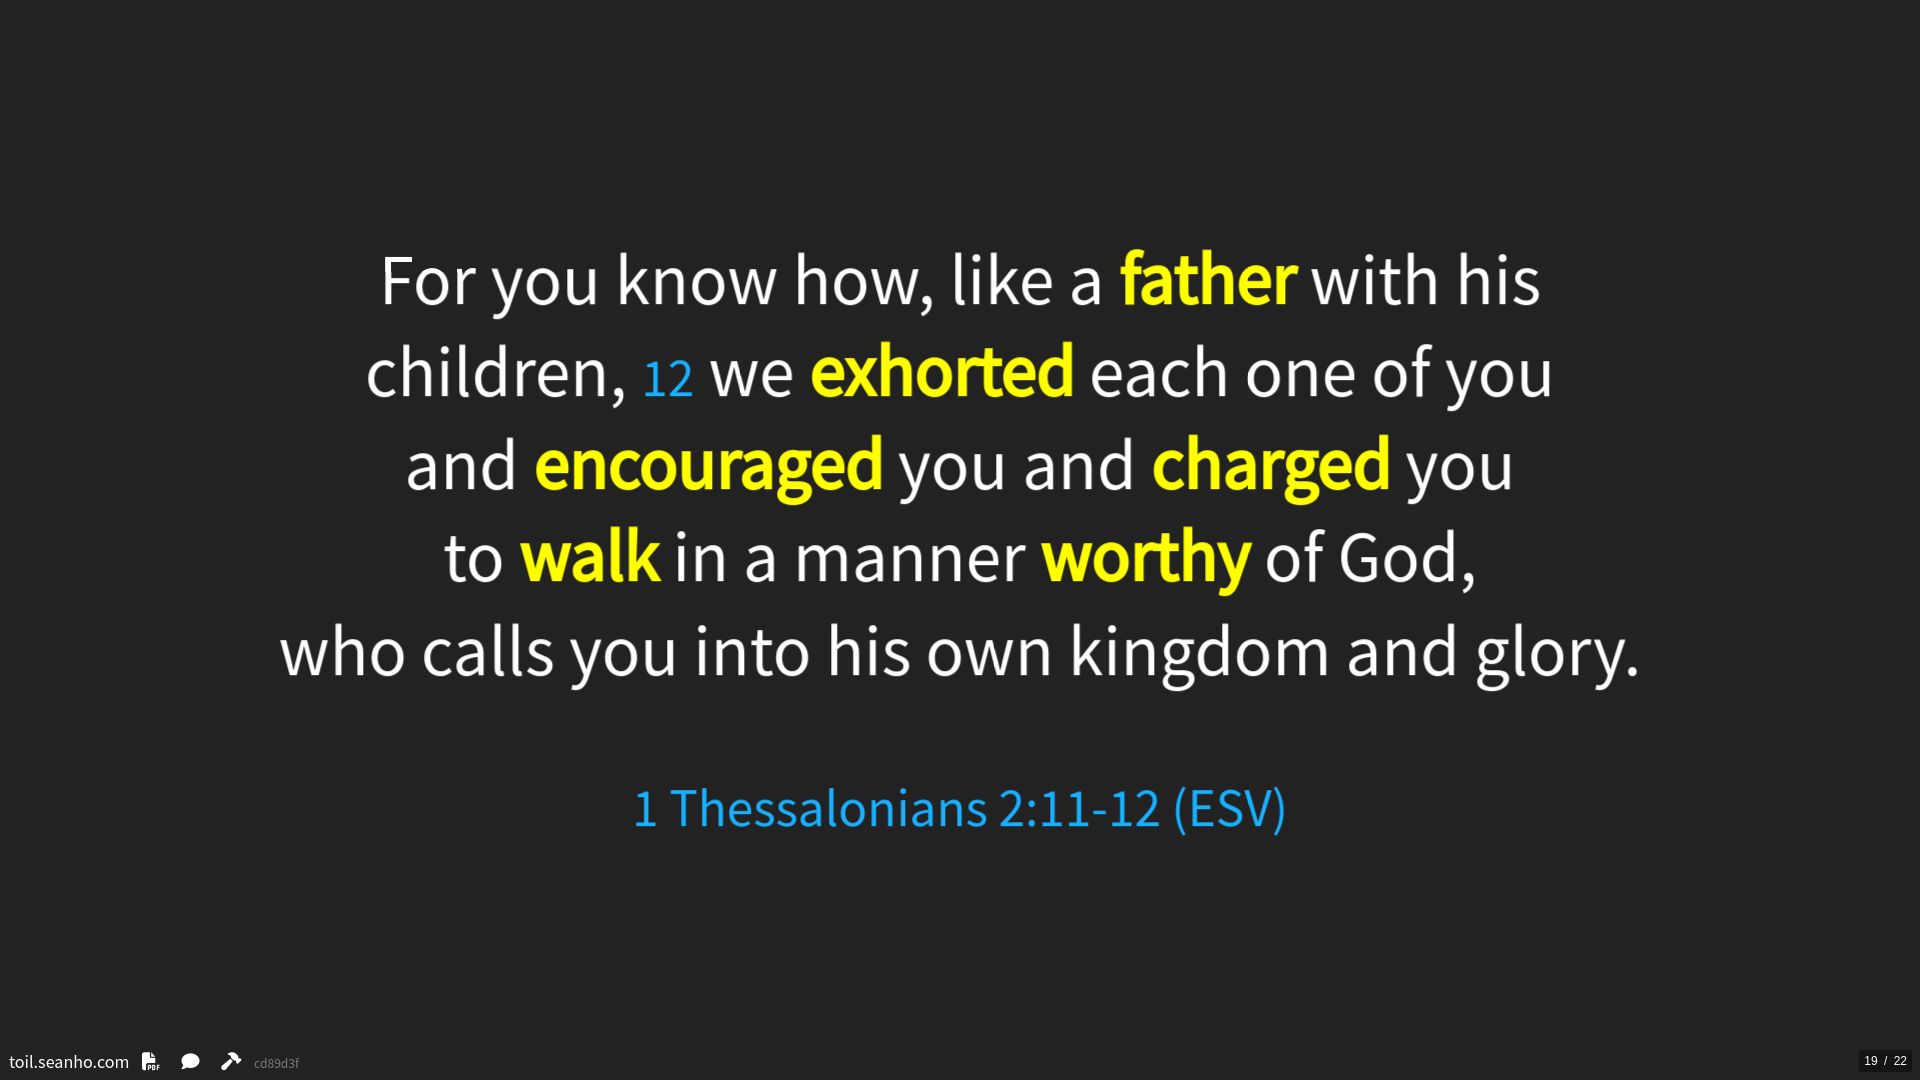 For you know how, like a father with his
children, 12 we exhorted each one of you
and encouraged you and charged you
to walk in a manner worthy of God,
who calls you into his own kingdom and glory.
1 Thessalonians 2:11-12 (ESV)
toil.seanho.com PDF cd89d3f
19 / 22